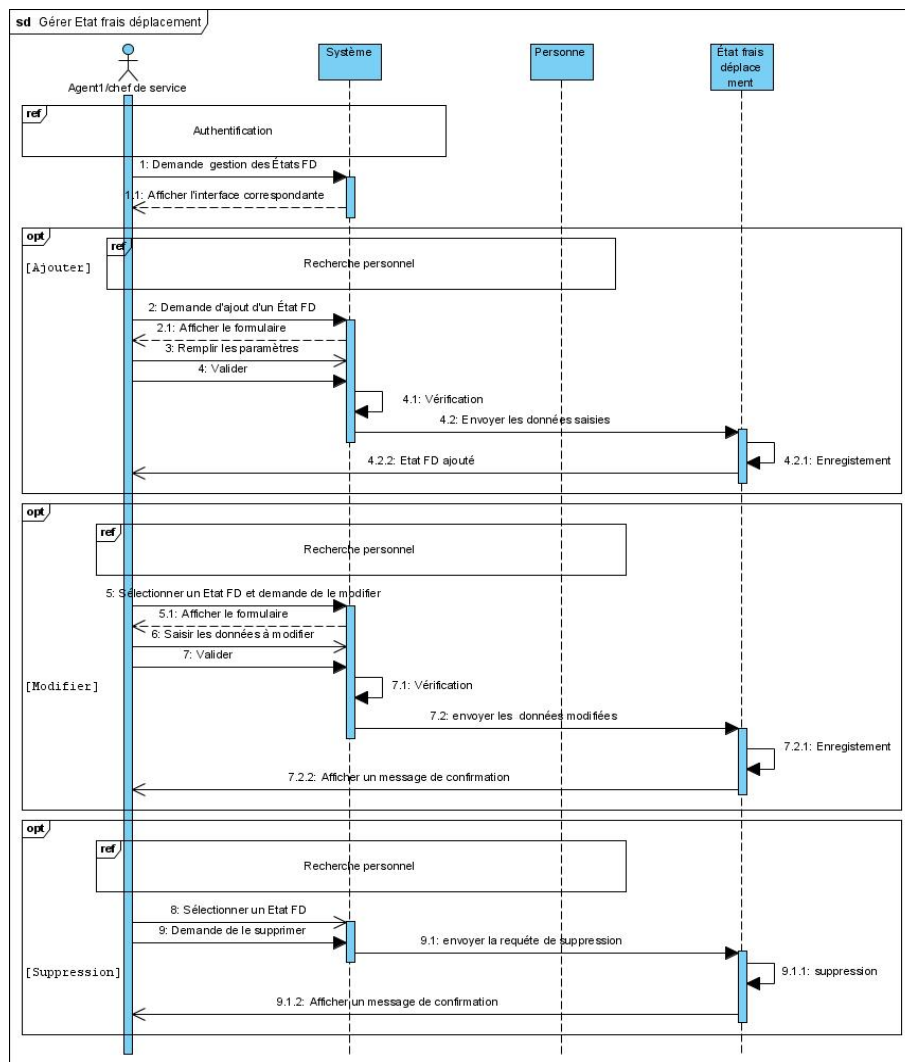 sd Gérer Etat frais déplacement
Agent1/chef de service
Système
Personne
État frais
déplace
ment
ref
Authentification
1: Demande gestion des États FD
1.1: Afficher l'interface correspondante
opt
[Ajouter]
ref
Recherche personnel
2: Demande d'ajout d'un État FD
2.1: Afficher le formulaire
3: Remplir les paramètres
4: Valider
4.1: Vérification
4.2: Envoyer les données saisies
4.2.1: Enregistement
4.2.2: Etat FD ajouté
opt
ref
Recherche personnel
5: Sélectionner un Etat FD et demande de le modifier
5.1: Afficher le formulaire
6: Saisir les données à modifier
7: Valider
[Modifier]
7.1: Vérification
7.2: envoyer les données modifiées
7.2.1: Enregistement
7.2.2: Afficher un message de confirmation
opt
ref
Recherche personnel
8: Sélectionner un Etat FD
9: Demande de le supprimer
9.1: envoyer la requéte de suppression
[Suppression]
9.1.1: suppression
9.1.2: Afficher un message de confirmation